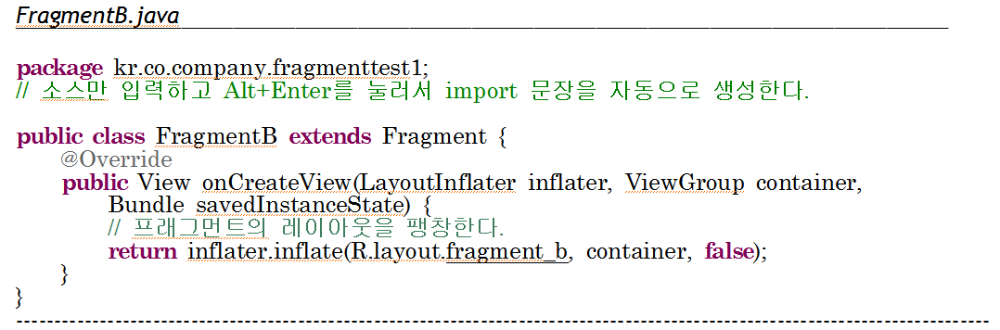 FragmentB.java
package kr.co.company.fragmenttest1;
// 소스만 입력하고 Alt+Enter를 눌러서 import 문장을 자동으로 생성한다.
public class FragmentB extends Fragment {
@Override
public View onCreateView(LayoutInflater inflater, ViewGroup container,
Bundle savedInstanceState) {
// 프래그먼트의 레이아웃을 팽창한다.
return inflater.inflate(R.layout.fragment_b, container, false);
}
}